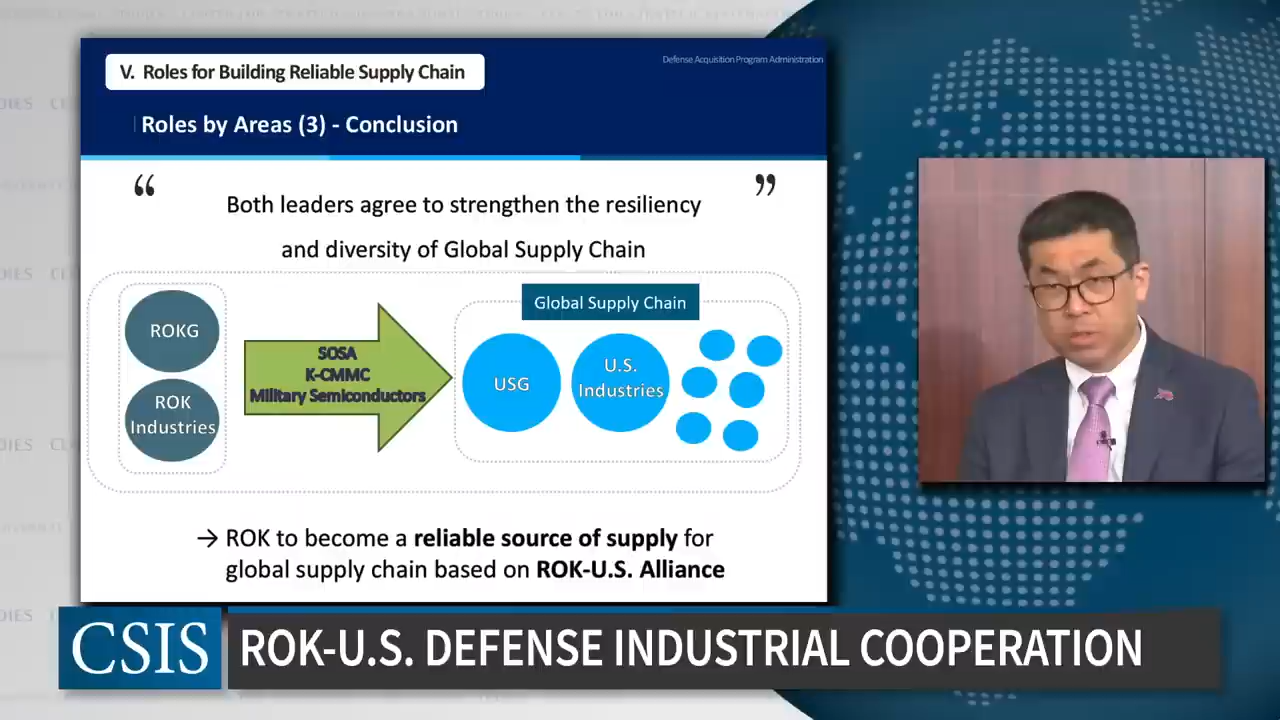 V. Roles for Building Reliable Supply Chain
Defense Acquisition Program Administration
Roles by Areas (3) - Conclusion
“ ”
Both leaders agree to strengthen the resiliency
and diversity of Global Supply Chain
Global Supply Chain
ROKG
ROK
Industries
SOSA
K-CMMC
Military Semiconductors
USG
U.S.
Industries
→ ROK to become a reliable source of supply for
global supply chain based on ROK-U.S. Alliance
CSIS
ROK-U.S. DEFENSE INDUSTRIAL COOPERATION